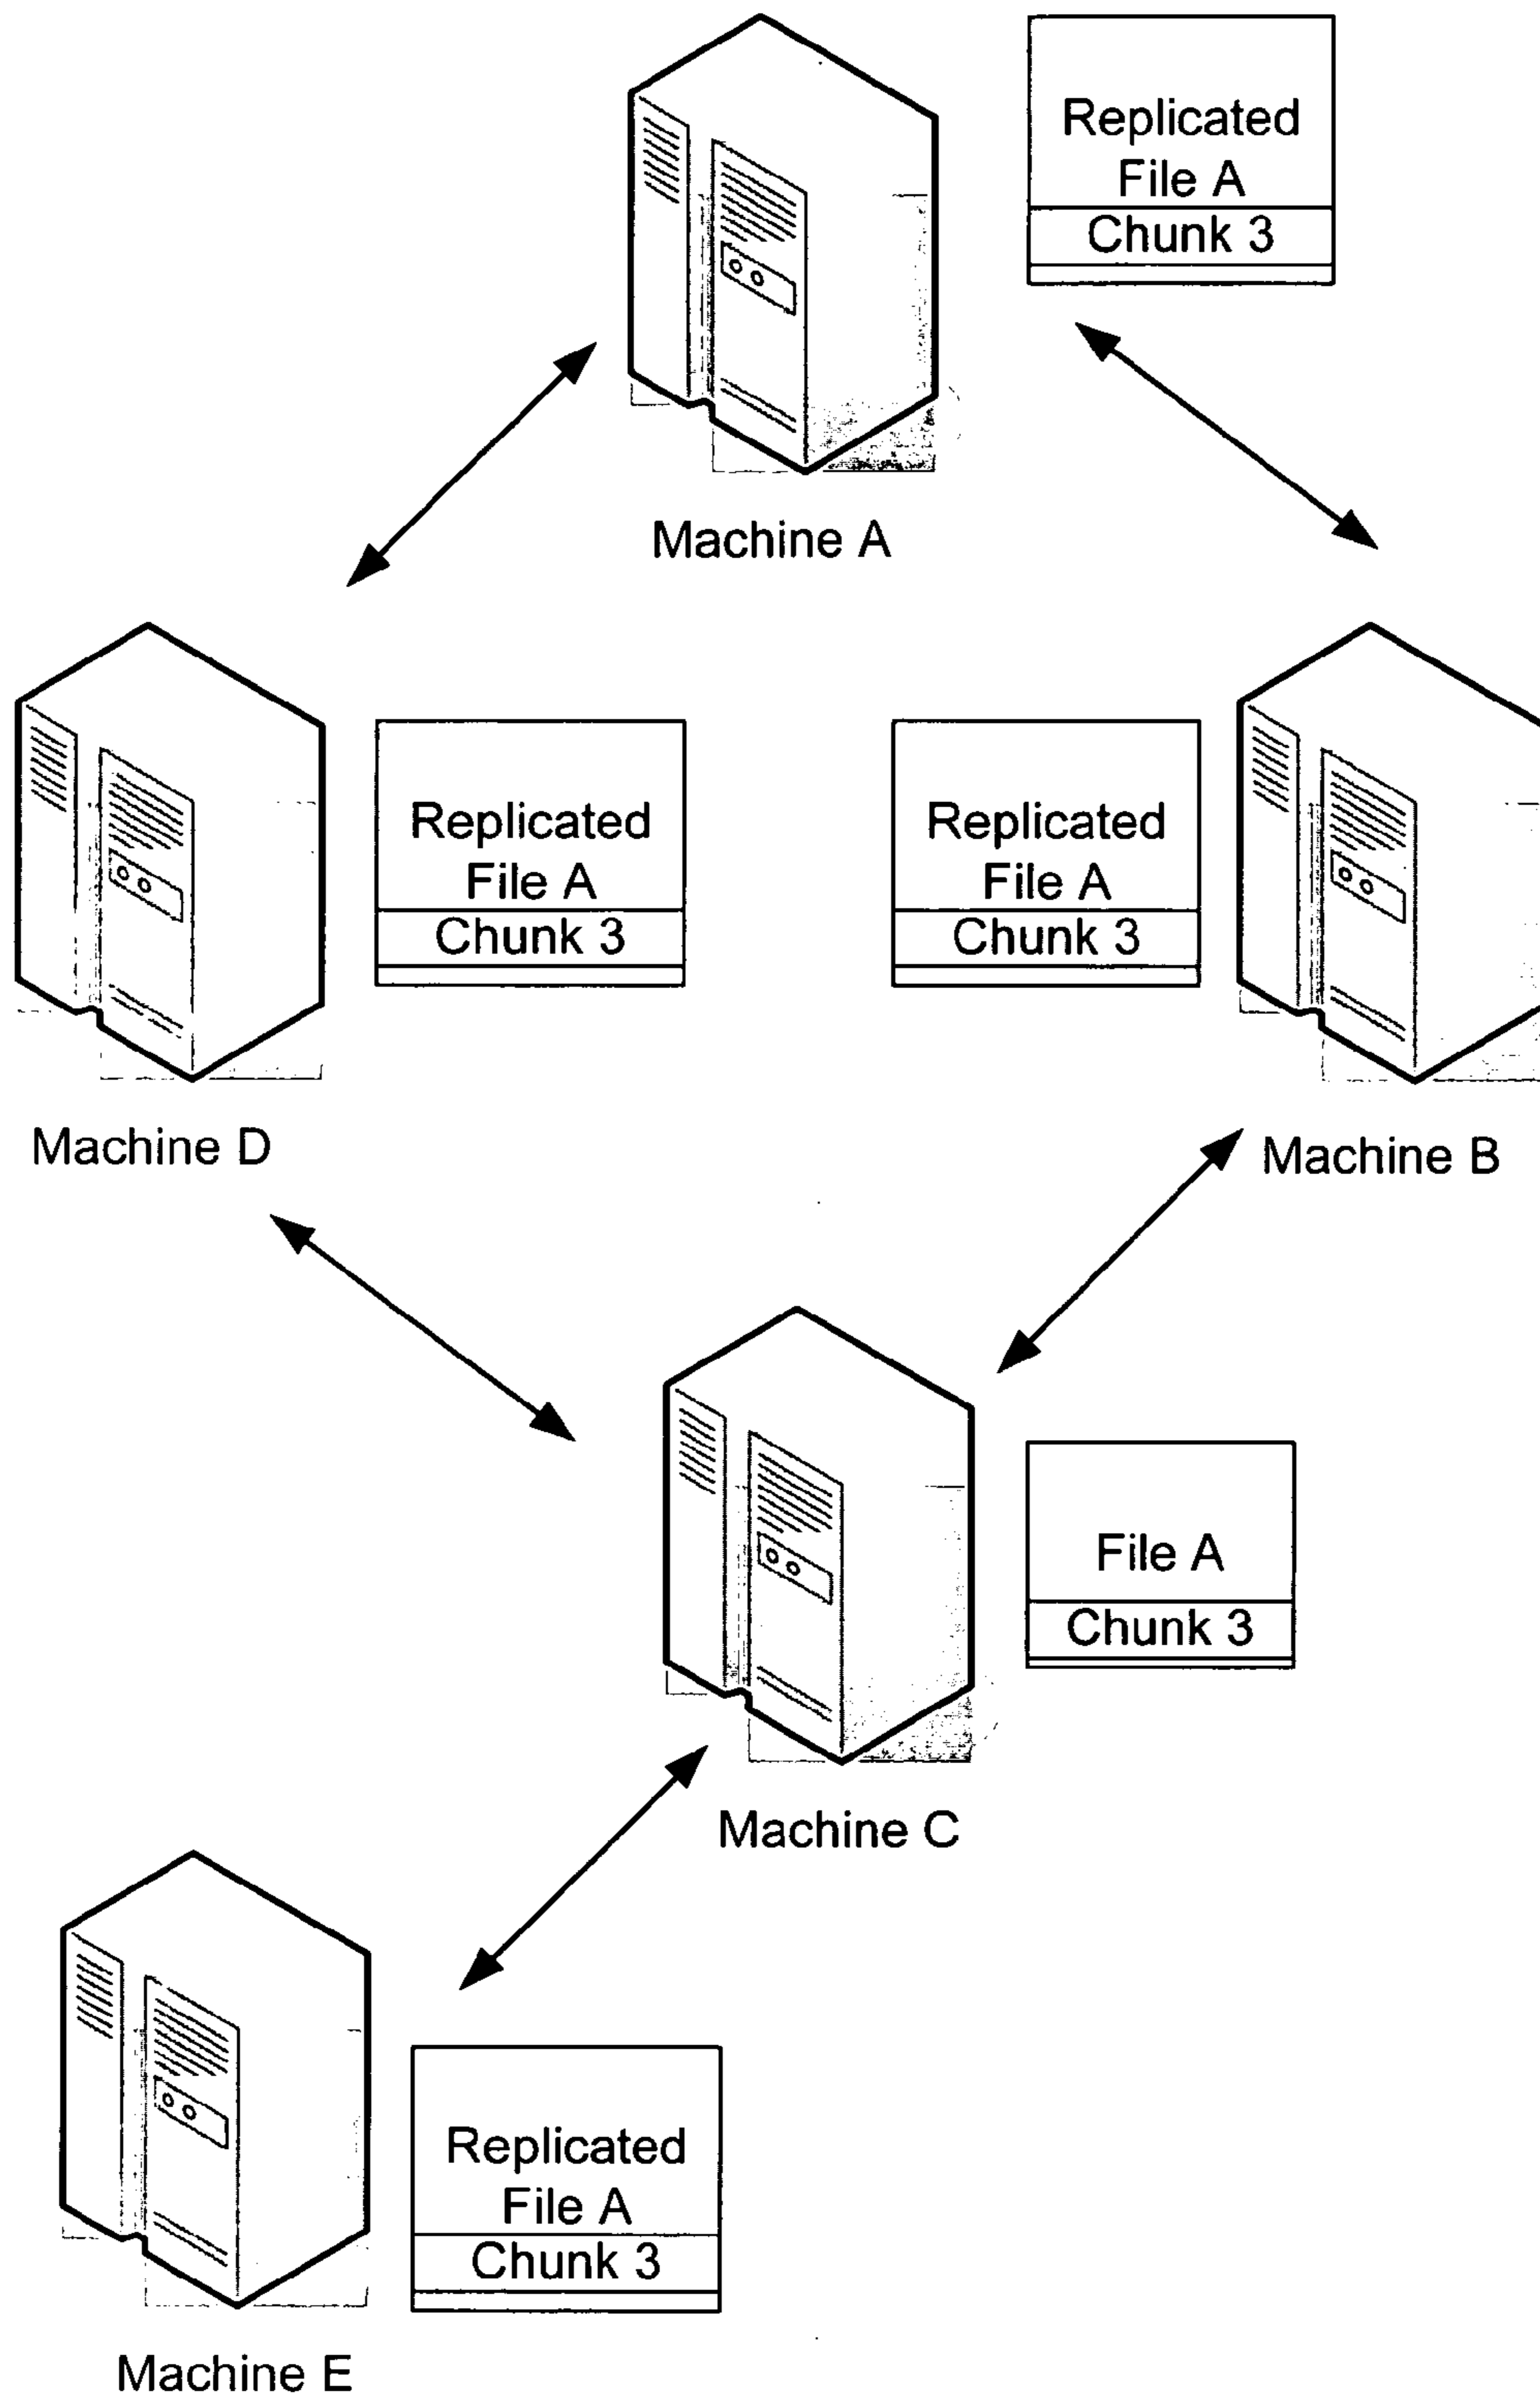 Replicated
File A
Chunk 3
Machine A
Replicated
File A
Chunk 3
Replicated
File A
Chunk 3
Machine D
Machine B
File A
Chunk 3
Machine C
Replicated
File A
Chunk 3
Machine E